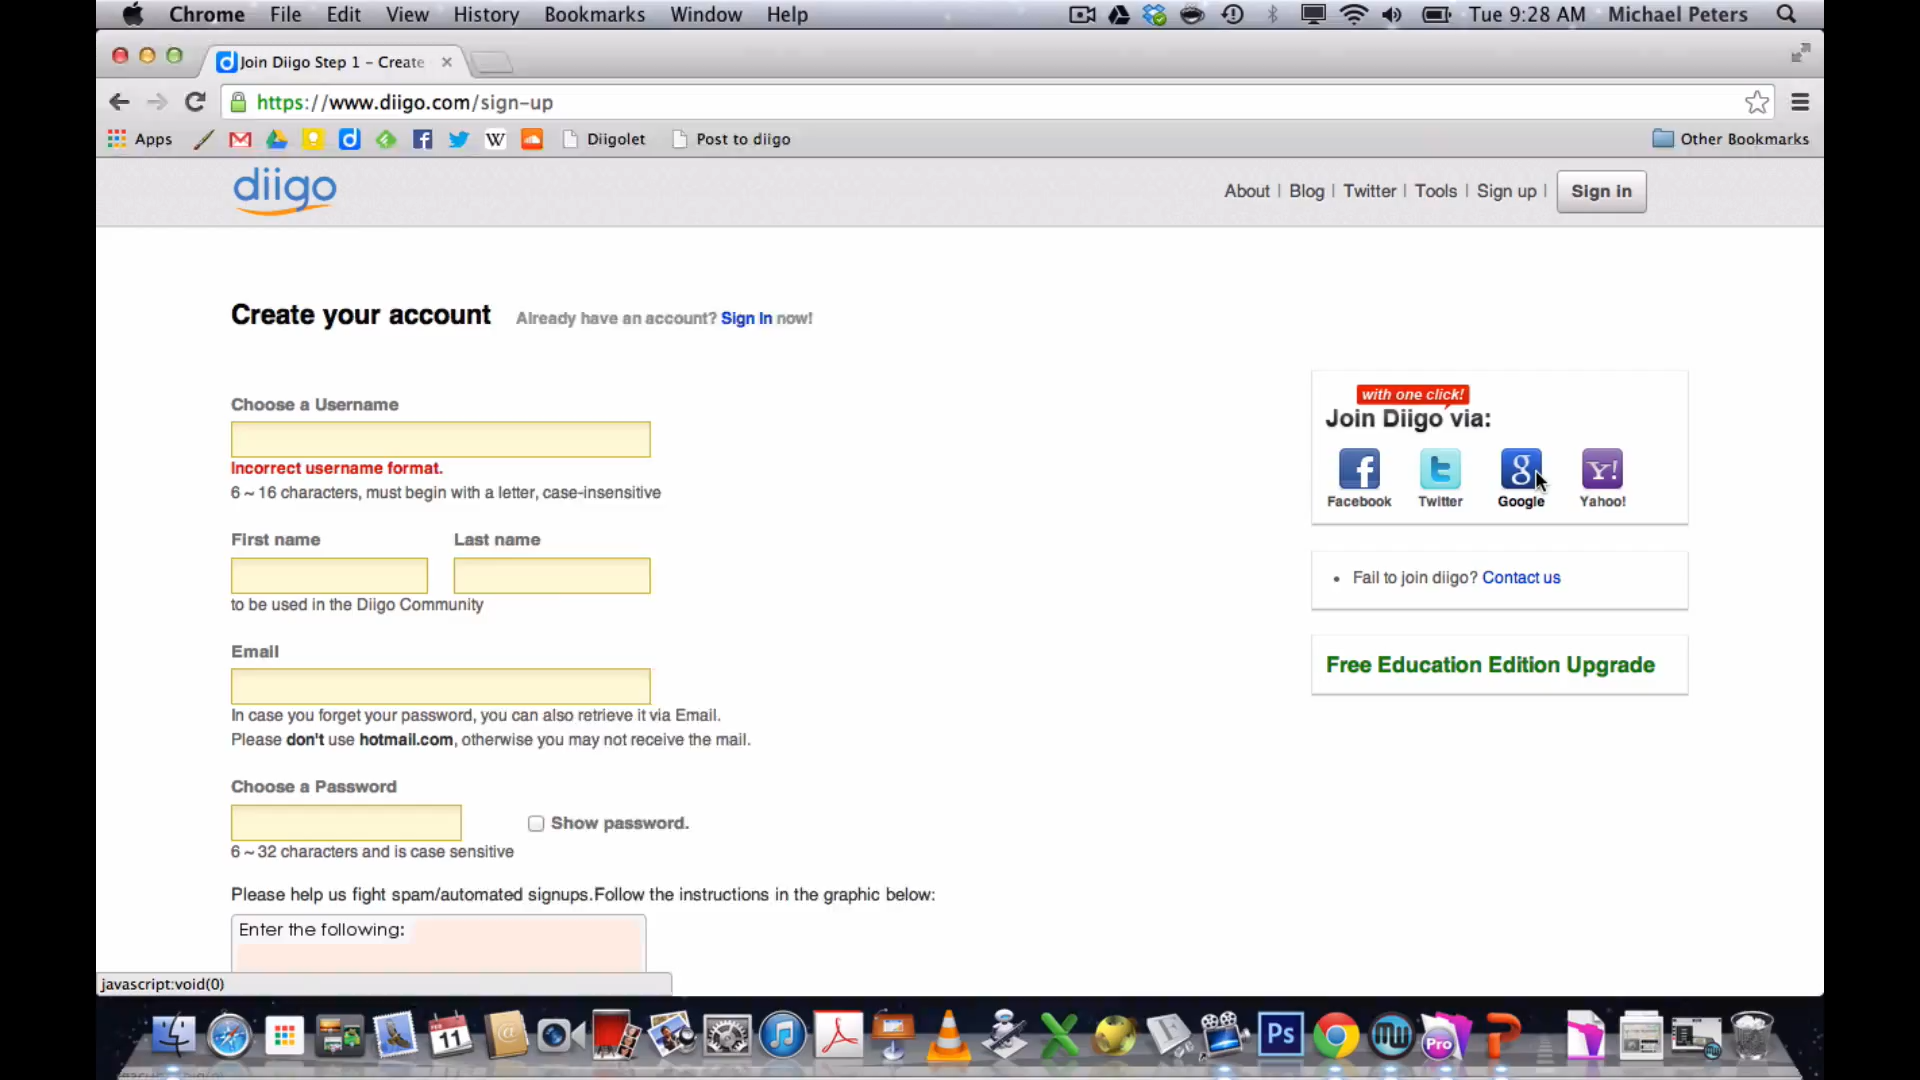 Chrome File Edit View History Bookmarks Window Help Tue 9:28 AM Michael Peters
Join Diigo Step 1 – Create
https://www.diigo.com/sign-up
Apps Diigolet Post to diigo Other Bookmarks
diigo About | Blog | Twitter | Tools | Sign up | Sign in
Create your account Already have an account? Sign In now!
Choose a Username
Incorrect username format.
6 ~ 16 characters, must begin with a letter, case-insensitive
First name Last name
to be used in the Diigo Community
Email
In case you forget your password, you can also retrieve it via Email.
Please don't use hotmail.com, otherwise you may not receive the mail.
Choose a Password
Show password.
6 ~ 32 characters and is case sensitive
Please help us fight spam/automated signups.Follow the instructions in the graphic below:
Enter the following:
with one click!
Join Diigo via:
Facebook Twitter Google Yahoo!
Fail to join diigo? Contact us
Free Education Edition Upgrade
javascript:void(0)
FEB
11
Ps
Pro